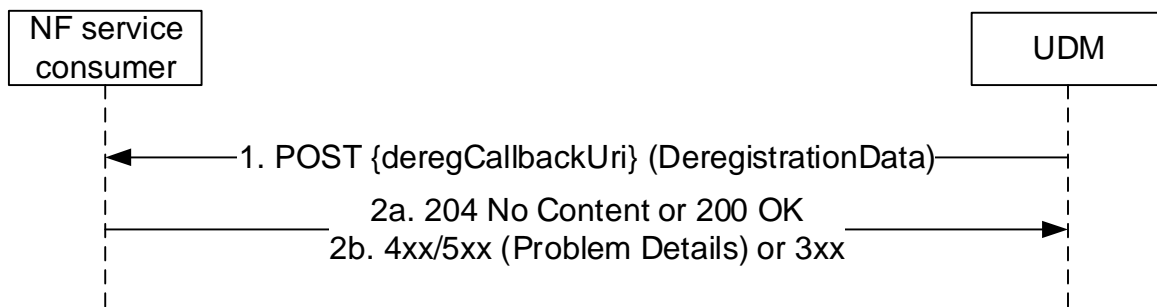 NF service
consumer
UDM
1. POST {deregCallbackUri} (DeregistrationData)
2a. 204 No Content or 200 OK
2b. 4xx/5xx (Problem Details) or 3xx